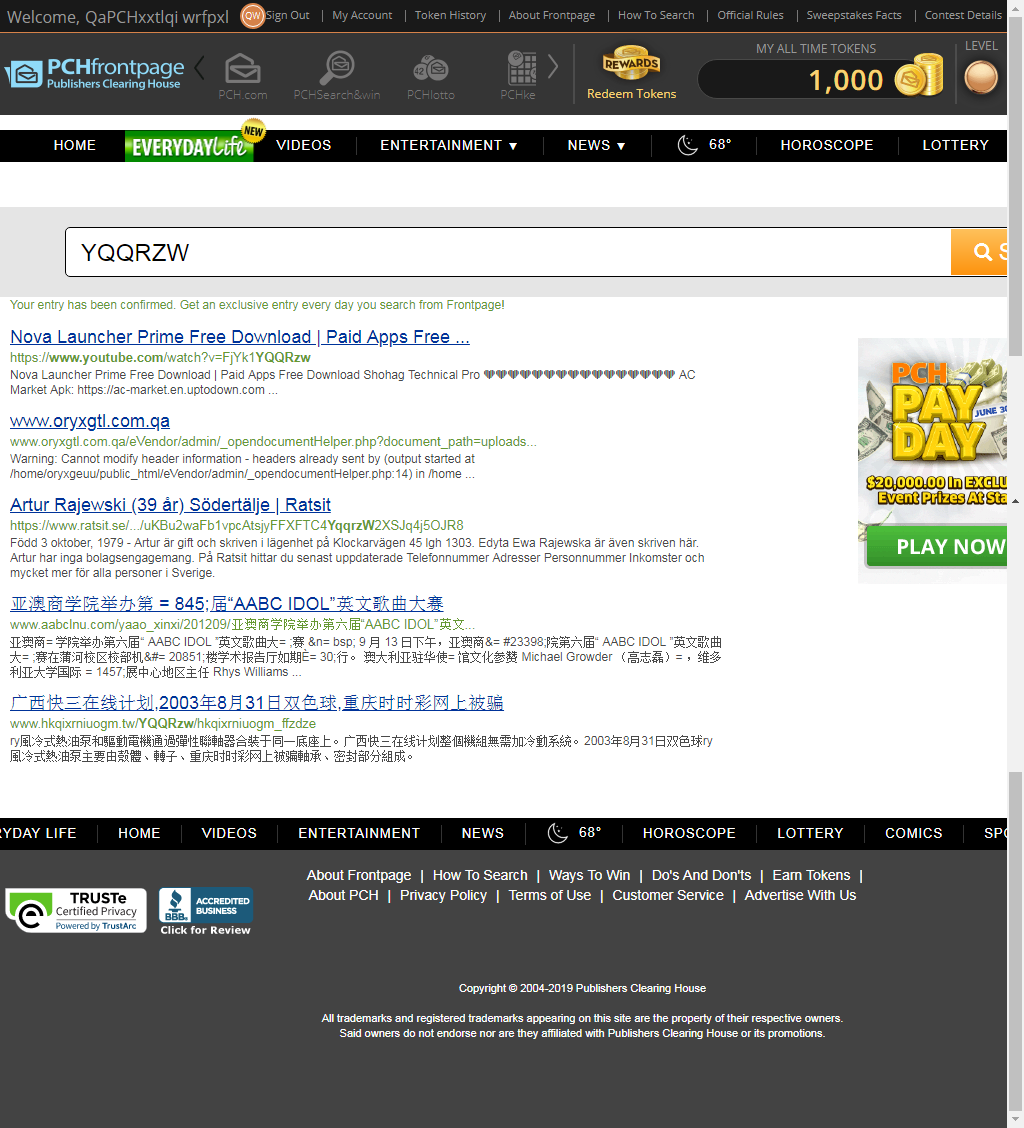 Welcome, QaPCHxxtlqi wrfpxl QW Sign Out | My Account | Token History | About Frontpage | How To Search | Official Rules | Sweepstakes Facts | Contest Details
PCHfrontpage
Publishers Clearing House
PCH.com PCHSearch&win PCHlotto PCHke
42
REWARDS
Redeem Tokens
MY ALL TIME TOKENS
1,000
LEVEL
HOME EVERYDAY Life NEW VIDEOS ENTERTAINMENT ▼ NEWS ▼ 68° HOROSCOPE LOTTERY
YQQRZW
S
Your entry has been confirmed. Get an exclusive entry every day you search from Frontpage!
Nova Launcher Prime Free Download | Paid Apps Free ...
https://www.youtube.com/watch?v=FjYk1YQQRzw
Nova Launcher Prime Free Download | Paid Apps Free Download Shohag Technical Pro AC
Market Apk: https://ac-market.en.uptodown.com ...
www.oryxgtl.com.qa
www.oryxgtl.com.qa/eVendor/admin/_opendocumentHelper.php?document_path=uploads...
Warning: Cannot modify header information - headers already sent by (output started at
/home/oryxgeuu/public_html/eVendor/admin/_opendocumentHelper.php:14) in /home ...
Artur Rajewski (39 år) Södertälje | Ratsit
https://www.ratsit.se/.../uKBu2waFb1vpcAtsjyFFXFTC4YqqrzW2XSJq4j5OJR8
Född 3 oktober, 1979 - Artur är gift och skriven i lägenhet på Klockarvägen 45 lgh 1303. Edyta Ewa Rajewska är även skriven här.
Artur har inga bolagsengagemang. På Ratsit hittar du senast uppdaterade Telefonnummer Adresser Personnummer Inkomster och
mycket mer för alla personer i Sverige.
亚澳商学院举办第 = 845;届“AABC IDOL”英文歌曲大赛
www.aabclnu.com/yaao_xinxi/201209/亚澳商学院举办第六届“AABC IDOL”英文...
亚澳商= 学院举办第六届“ AABC IDOL ”英文歌曲大= ;赛 &n= bsp; 9 月 13 日下午，亚澳商&= #23398;院第六届“ AABC IDOL ”英文歌曲
大= ;赛在蒲河校区校部机&#= 20851;楼学术报告厅如期È= 30;行。 澳大利亚驻华使= 馆文化参赞 Michael Growder （高志磊）= ，维多
利亚大学国际 = 1457;展中心地区主任 Rhys Williams ...
广西快三在线计划,2003年8月31日双色球,重庆时时彩网上被骗
www.hkqixrniuogm.tw/YQQRzw/hkqixrniuogm_ffzdze
ry風冷式熱油泵和驅動電機通過彈性聯軸器合裝于同一底座上。广西快三在线计划整個機組無需加冷動系統。2003年8月31日双色球ry
風冷式熱油泵主要由殼體、轉子、重庆时时彩网上被骗軸承、密封部分組成。
PCH
PAY
DAY
JUNE 30
$20,000.00 In EXCLU
Event Prizes At Sta
PLAY NOW
RYDAY LIFE HOME VIDEOS ENTERTAINMENT NEWS 68° HOROSCOPE LOTTERY COMICS SPO
About Frontpage | How To Search | Ways To Win | Do's And Don'ts | Earn Tokens |
About PCH | Privacy Policy | Terms of Use | Customer Service | Advertise With Us
TRUSTe
Certified Privacy
Powered by TrustArc
BBB.
ACCREDITED
BUSINESS
Click for Review
Copyright © 2004-2019 Publishers Clearing House
All trademarks and registered trademarks appearing on this site are the property of their respective owners.
Said owners do not endorse nor are they affiliated with Publishers Clearing House or its promotions.